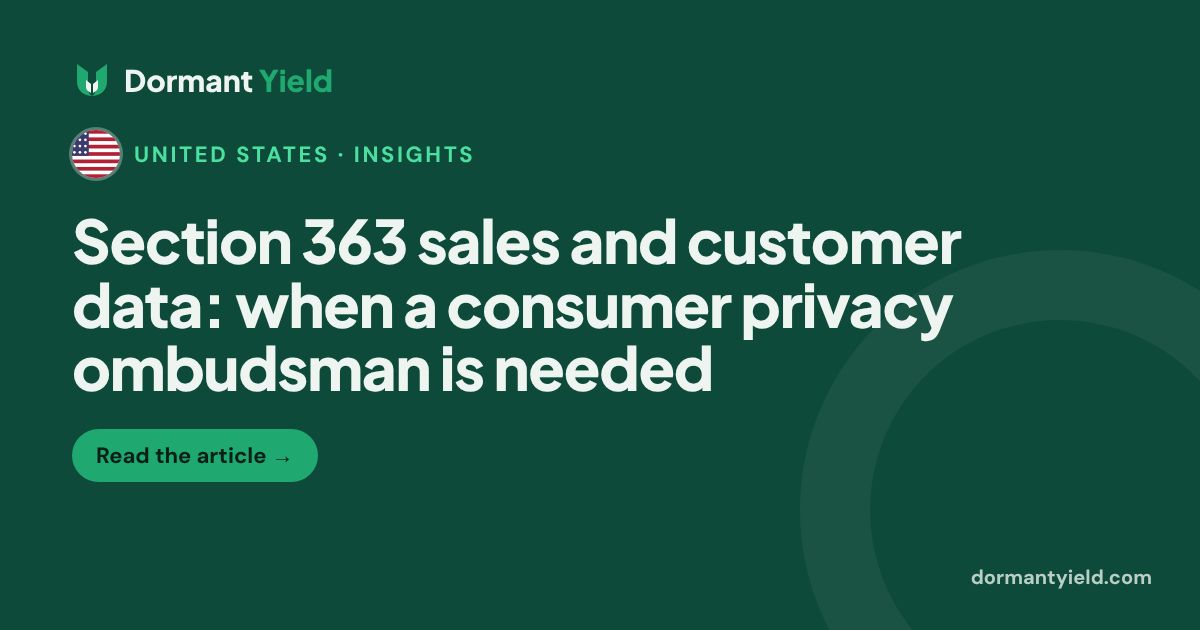 Dormant Yield
UNITED STATES · INSIGHTS
Section 363 sales and customer
data: when a consumer privacy
ombudsman is needed
Read the article →
dormantyield.com